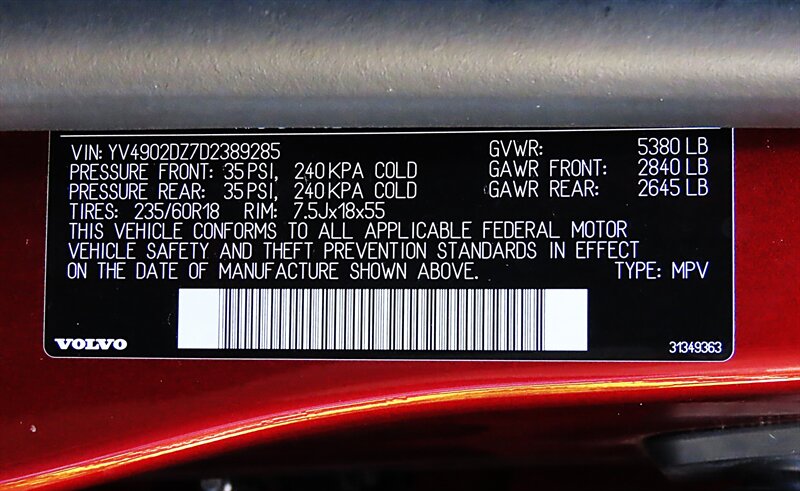 VIN: YV4902DZ7D2389285 GVWR: 5380 LB
PRESSURE FRONT: 35 PSI, 240 KPA COLD GAWR FRONT: 2840 LB
PRESSURE REAR: 35 PSI, 240 KPA COLD GAWR REAR: 2645 LB
TIRES: 235/60R18 RIM: 7.5Jx18x55
THIS VEHICLE CONFORMS TO ALL APPLICABLE FEDERAL MOTOR
VEHICLE SAFETY AND THEFT PREVENTION STANDARDS IN EFFECT
ON THE DATE OF MANUFACTURE SHOWN ABOVE. TYPE: MPV
VOLVO 31349363